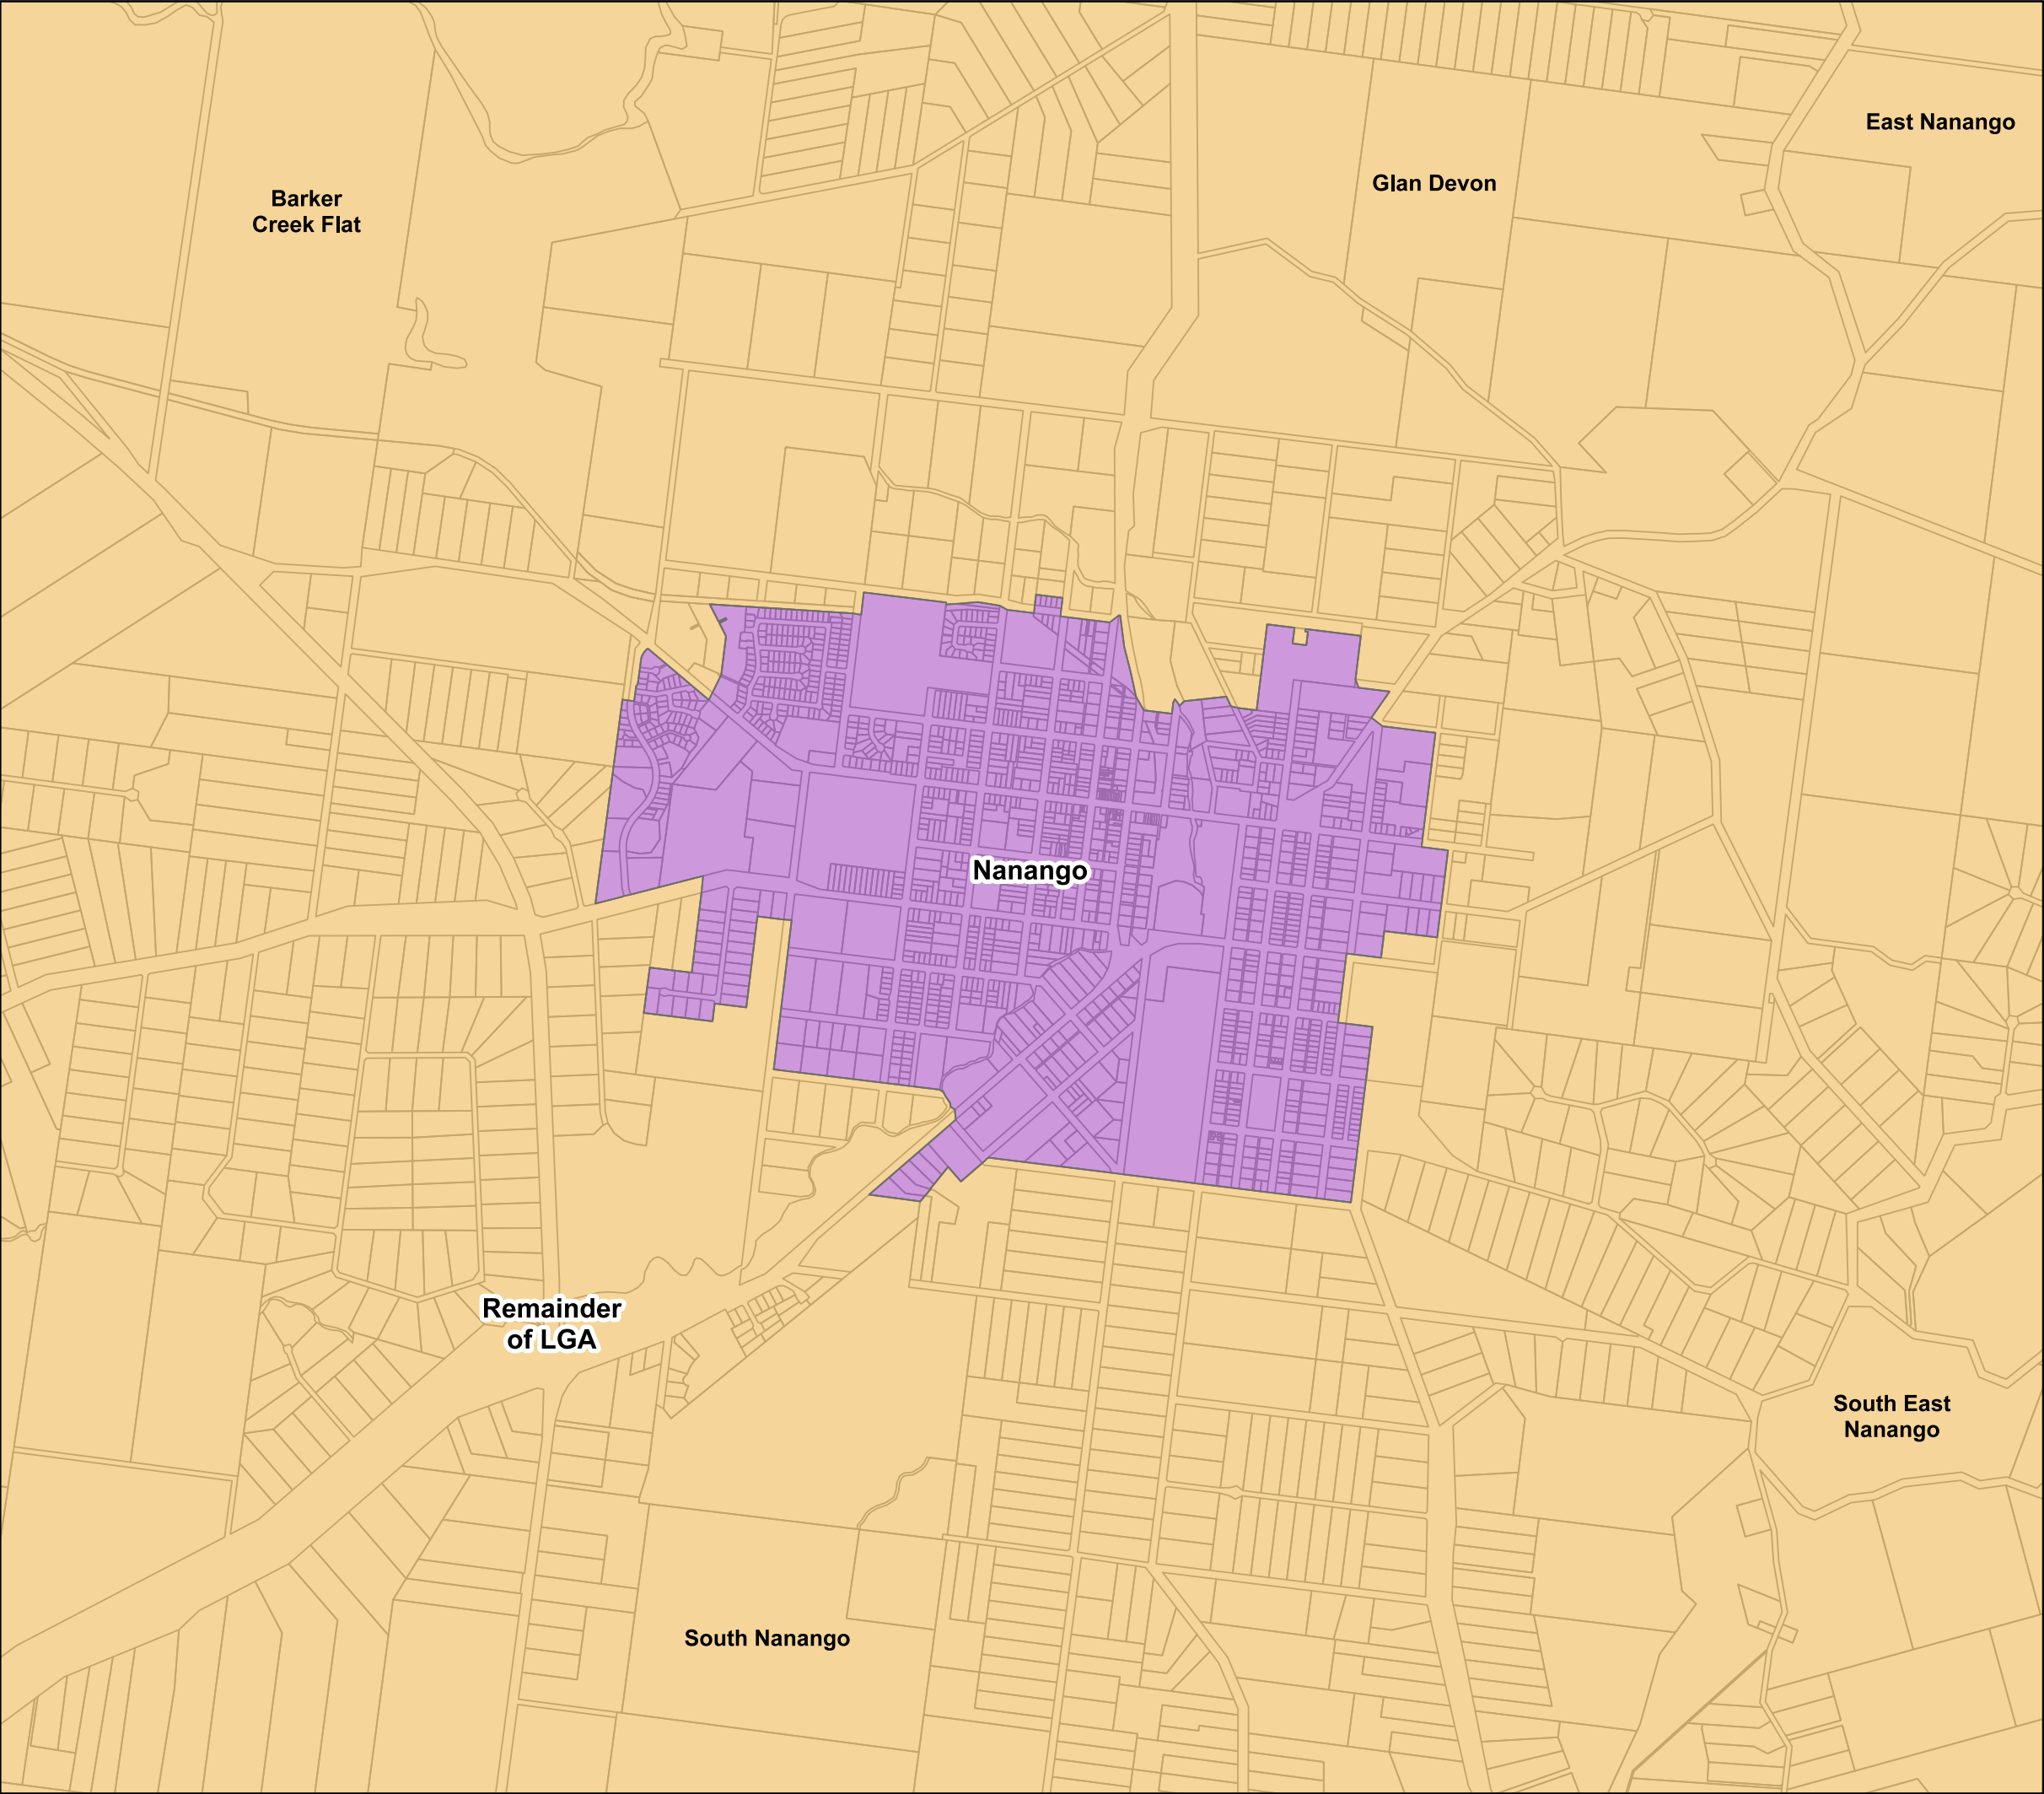 East Nanango
Glan Devon
Barker
Creek Flat
Nanango
Remainder
of LGA
South East
Nanango
South Nanango